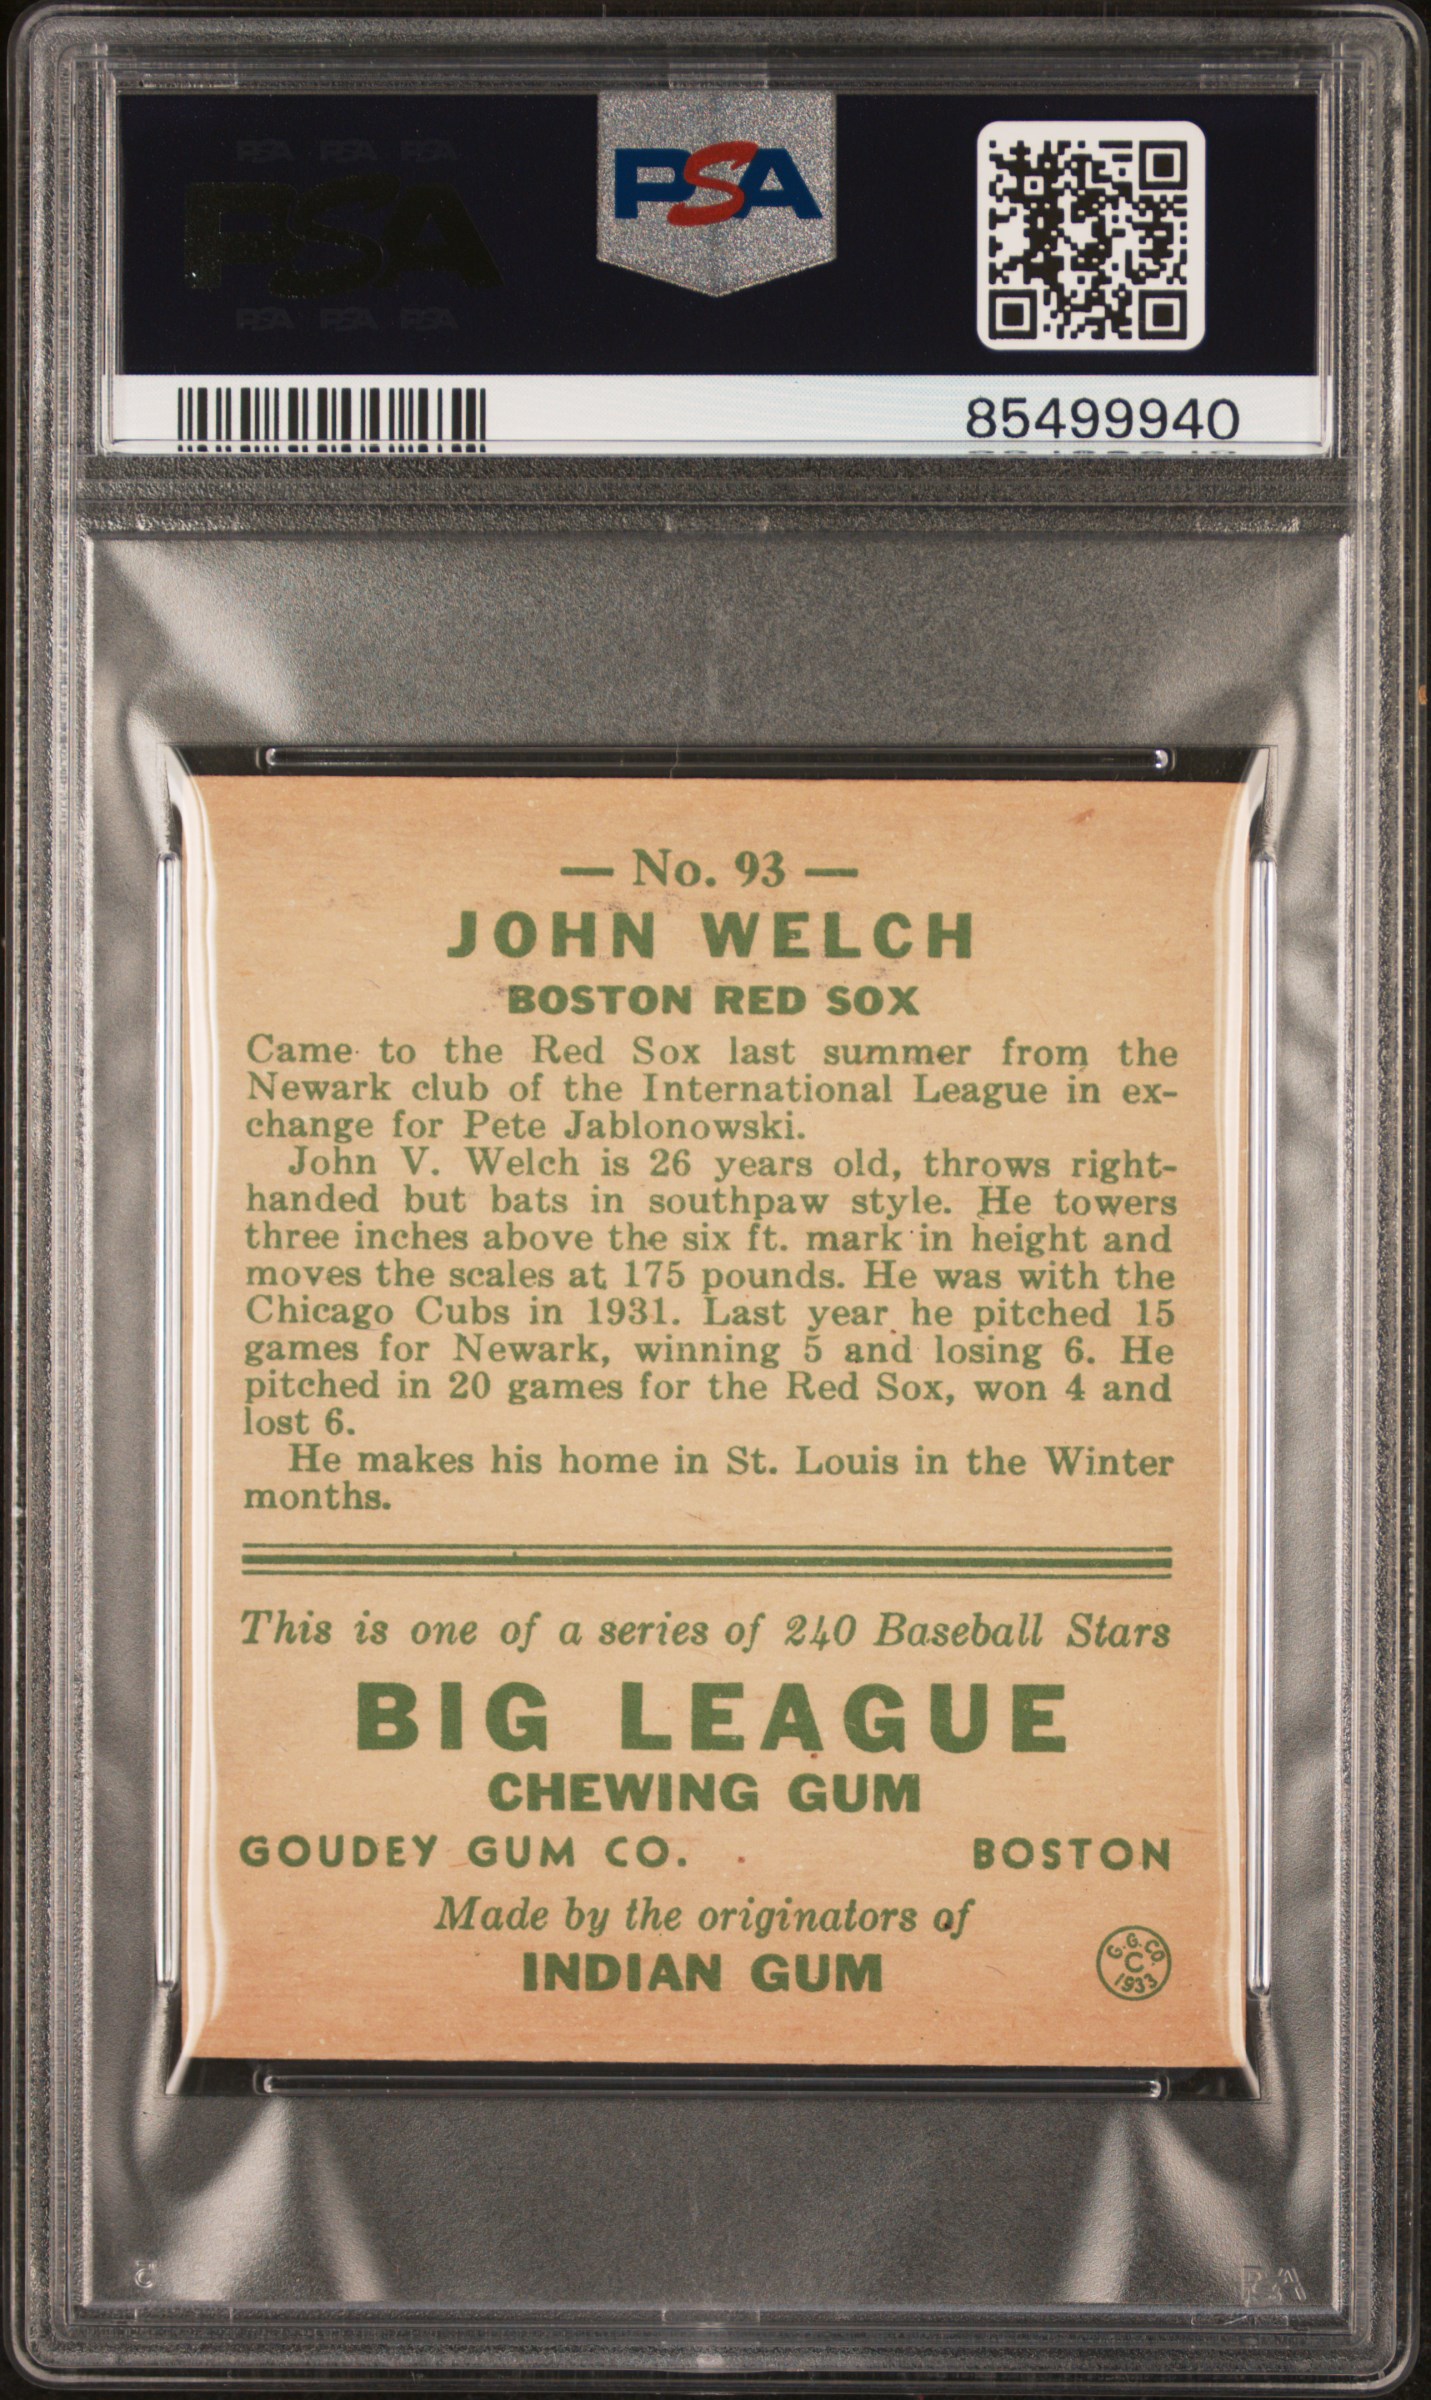 PSA PSA PSA
PSA
PSA PSA PSA
PSA
85499940
— No. 93 —
JOHN WELCH
BOSTON RED SOX
Came to the Red Sox last summer from the
Newark club of the International League in ex-
change for Pete Jablonowski.
John V. Welch is 26 years old, throws right-
handed but bats in southpaw style. He towers
three inches above the six ft. mark in height and
moves the scales at 175 pounds. He was with the
Chicago Cubs in 1931. Last year he pitched 15
games for Newark, winning 5 and losing 6. He
pitched in 20 games for the Red Sox, won 4 and
lost 6.
He makes his home in St. Louis in the Winter
months.
This is one of a series of 240 Baseball Stars
BIG LEAGUE
CHEWING GUM
GOUDEY GUM CO. BOSTON
Made by the originators of
INDIAN GUM
G.G.CO.
C
1933
PSA